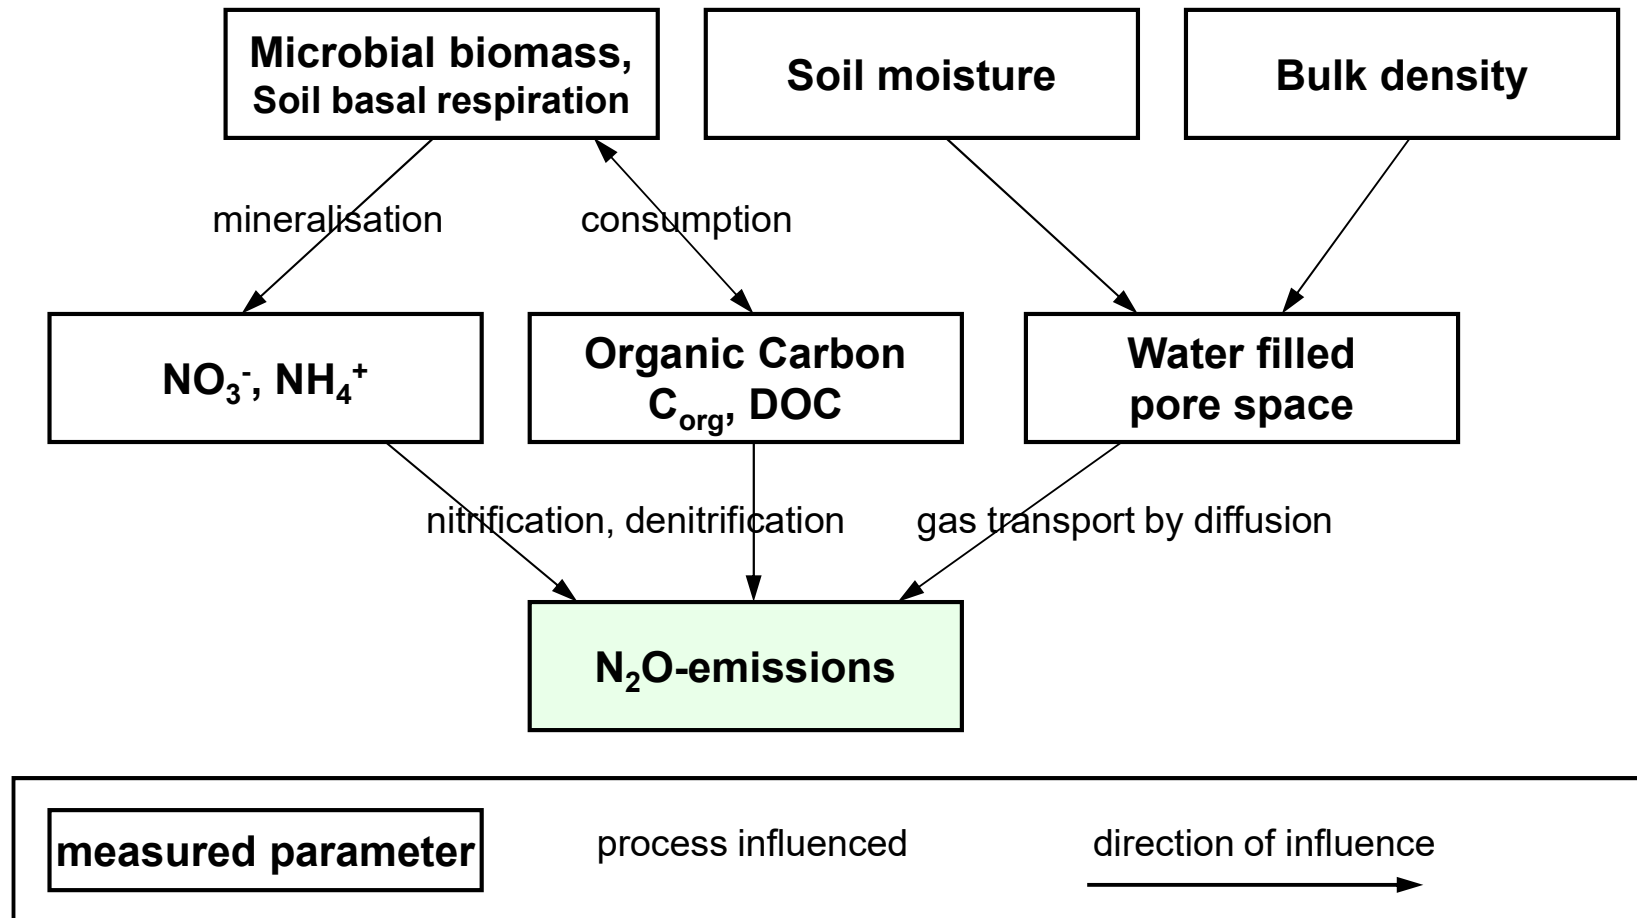 Microbial biomass,
Soil basal respiration
Soil moisture
Bulk density
mineralisation
consumption
NO₃⁻, NH₄⁺
Organic Carbon
C_org, DOC
Water filled
pore space
nitrification, denitrification
gas transport by diffusion
N₂O-emissions
measured parameter
process influenced
direction of influence